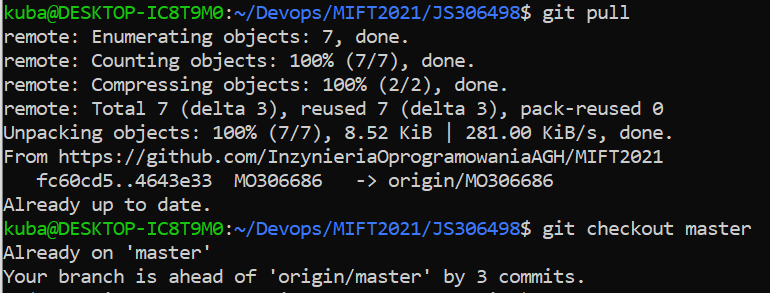 kuba@DESKTOP-IC8T9M0:~/Devops/MIFT2021/JS306498$ git pull
remote: Enumerating objects: 7, done.
remote: Counting objects: 100% (7/7), done.
remote: Compressing objects: 100% (2/2), done.
remote: Total 7 (delta 3), reused 7 (delta 3), pack-reused 0
Unpacking objects: 100% (7/7), 8.52 KiB | 281.00 KiB/s, done.
From https://github.com/InzynieriaOprogramowaniaAGH/MIFT2021
   fc60cd5..4643e33  MO306686   -> origin/MO306686
Already up to date.
kuba@DESKTOP-IC8T9M0:~/Devops/MIFT2021/JS306498$ git checkout master
Already on 'master'
Your branch is ahead of 'origin/master' by 3 commits.